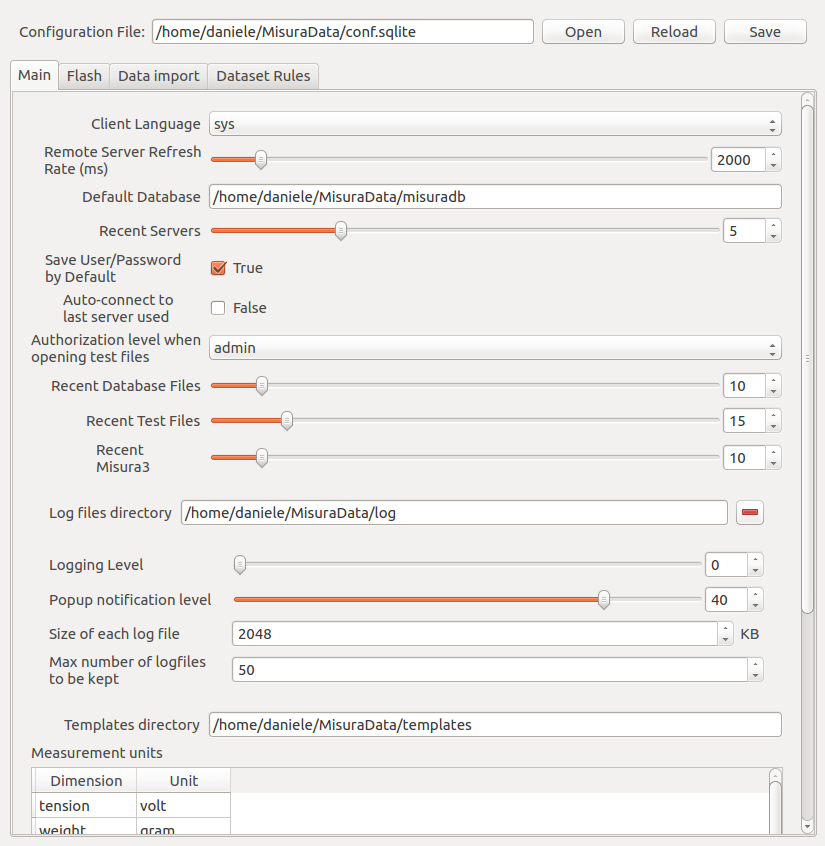 Configuration File: /home/daniele/MisuraData/conf.sqlite Open Reload Save
Main Flash Data import Dataset Rules
Client Language sys
Remote Server Refresh
Rate (ms) 2000
Default Database /home/daniele/MisuraData/misuradb
Recent Servers 5
Save User/Password
by Default True
Auto-connect to
last server used False
Authorization level when
opening test files admin
Recent Database Files 10
Recent Test Files 15
Recent
Misura3 10
Log files directory /home/daniele/MisuraData/log
Logging Level 0
Popup notification level 40
Size of each log file 2048 KB
Max number of logfiles
to be kept 50
Templates directory /home/daniele/MisuraData/templates
Measurement units
Dimension Unit
tension volt
weight gram